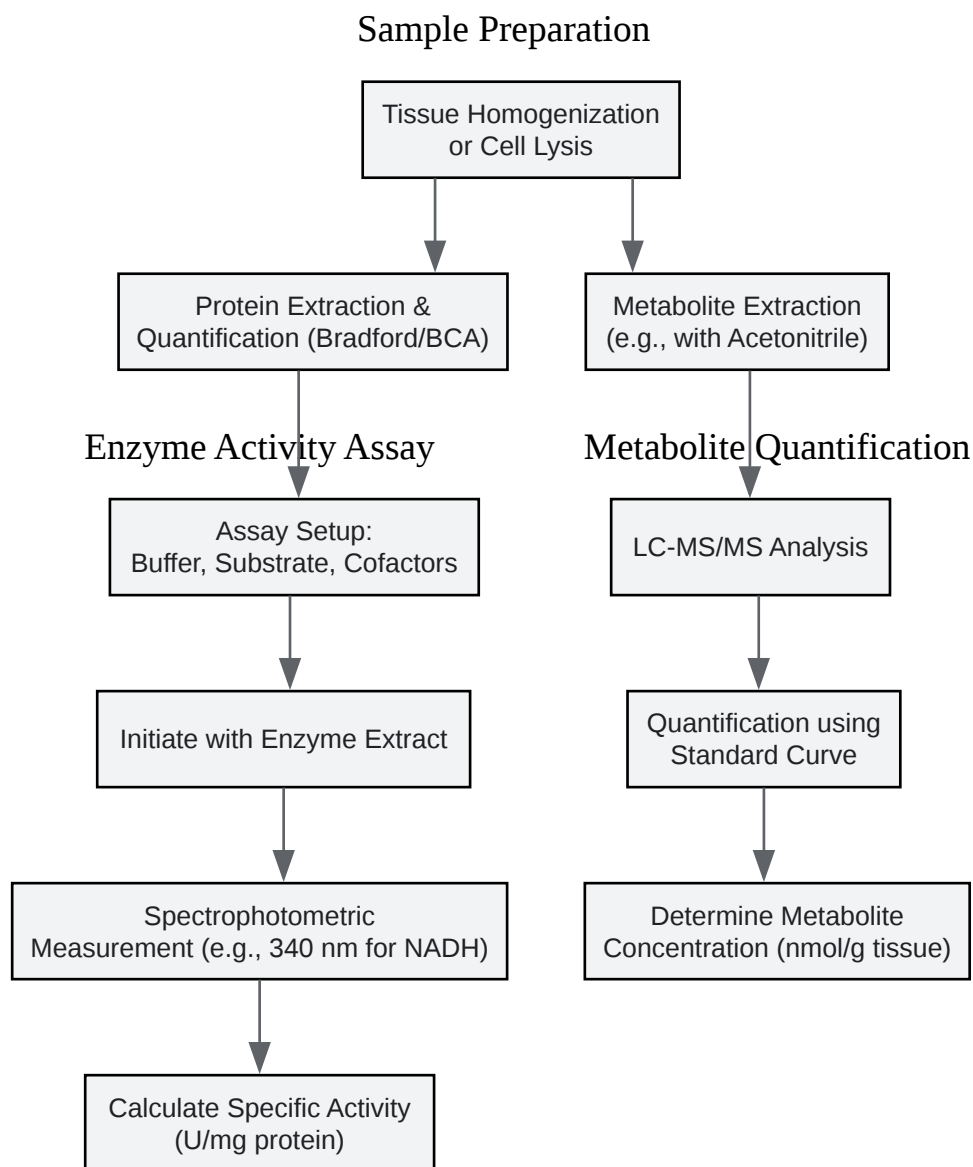 Sample Preparation
Tissue Homogenization
or Cell Lysis
Protein Extraction &
Quantification (Bradford/BCA)
Metabolite Extraction
(e.g., with Acetonitrile)
Enzyme Activity Assay
Metabolite Quantification
Assay Setup:
Buffer, Substrate, Cofactors
LC-MS/MS Analysis
Initiate with Enzyme Extract
Quantification using
Standard Curve
Spectrophotometric
Measurement (e.g., 340 nm for NADH)
Determine Metabolite
Concentration (nmol/g tissue)
Calculate Specific Activity
(U/mg protein)